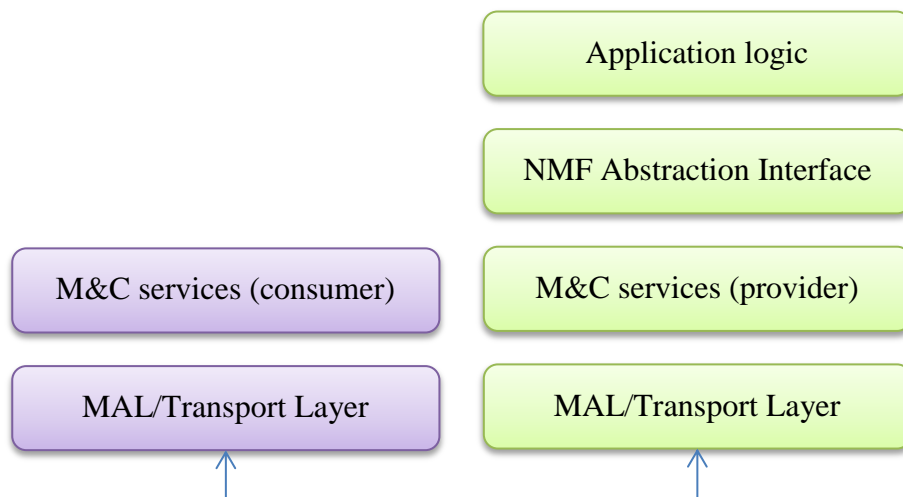 Application logic
NMF Abstraction Interface
M&C services (consumer)
M&C services (provider)
MAL/Transport Layer
MAL/Transport Layer